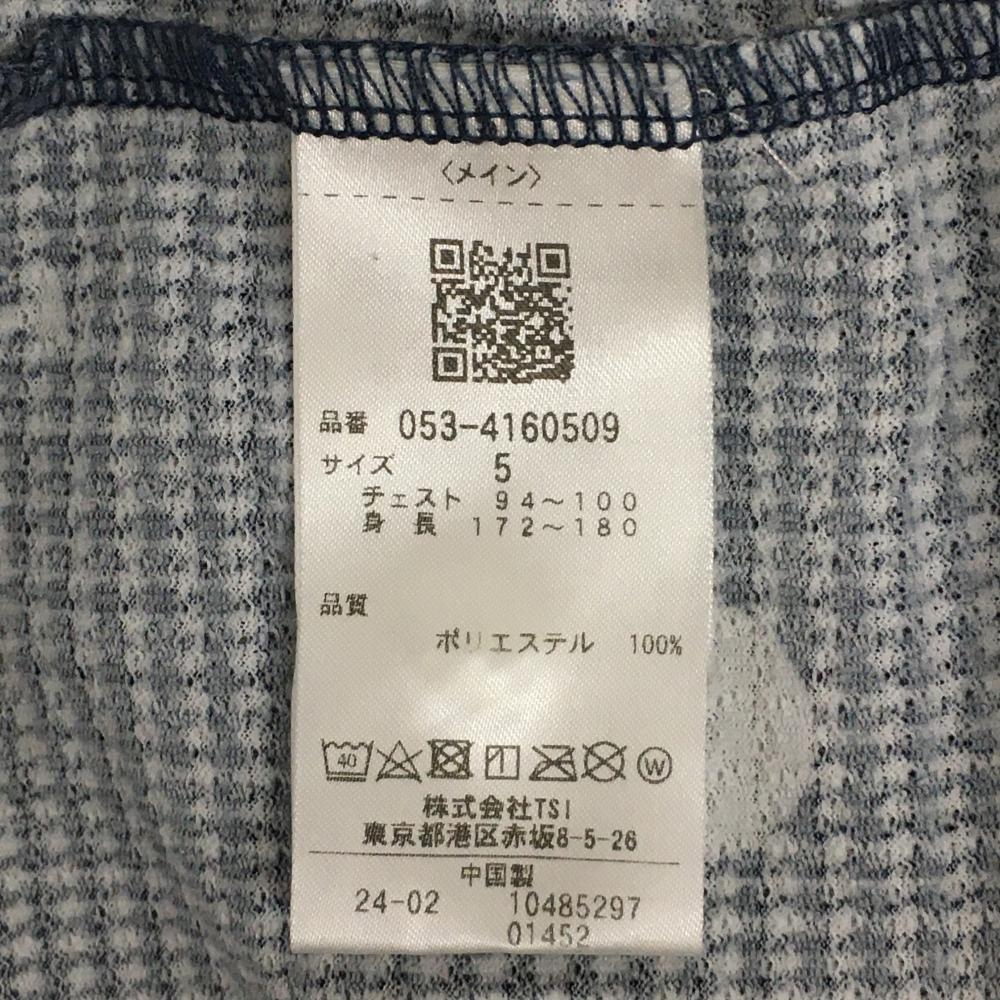 〈メイン〉
品番 053-4160509
サイズ 5
チェスト 94～100
身長 172～180
品質
ポリエステル 100%
40 W
株式会社TSI
東京都港区赤坂8-5-26
中国製
24-02 10485297
01452